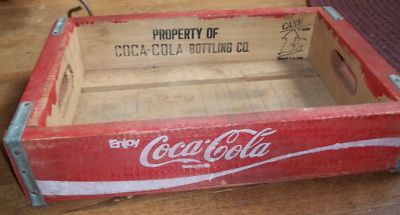 PROPERTY OF
COCA-COLA BOTTLING CO.
CASE
Enjoy
Coca-Cola